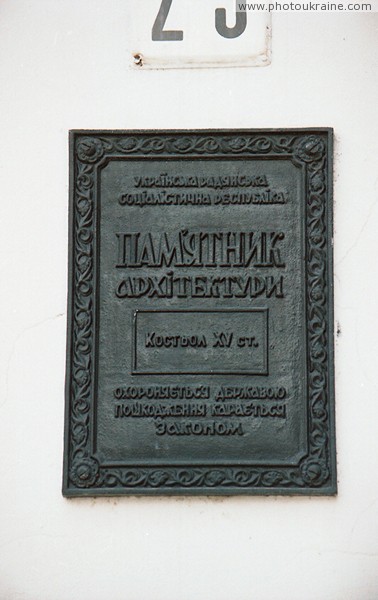 www.photoukraine.com
УКРАЇНСЬКА РАДЯНСЬКА
СОЦІАЛІСТИЧНА РЕСПУБЛІКА
ПАМ'ЯТНИК
АРХІТЕКТУРИ
Костьол XV ст.
ОХОРОНЯЄТЬСЯ ДЕРЖАВОЮ
ПОШКОДЖЕННЯ КАРАЄТЬСЯ
ЗАКОНОМ